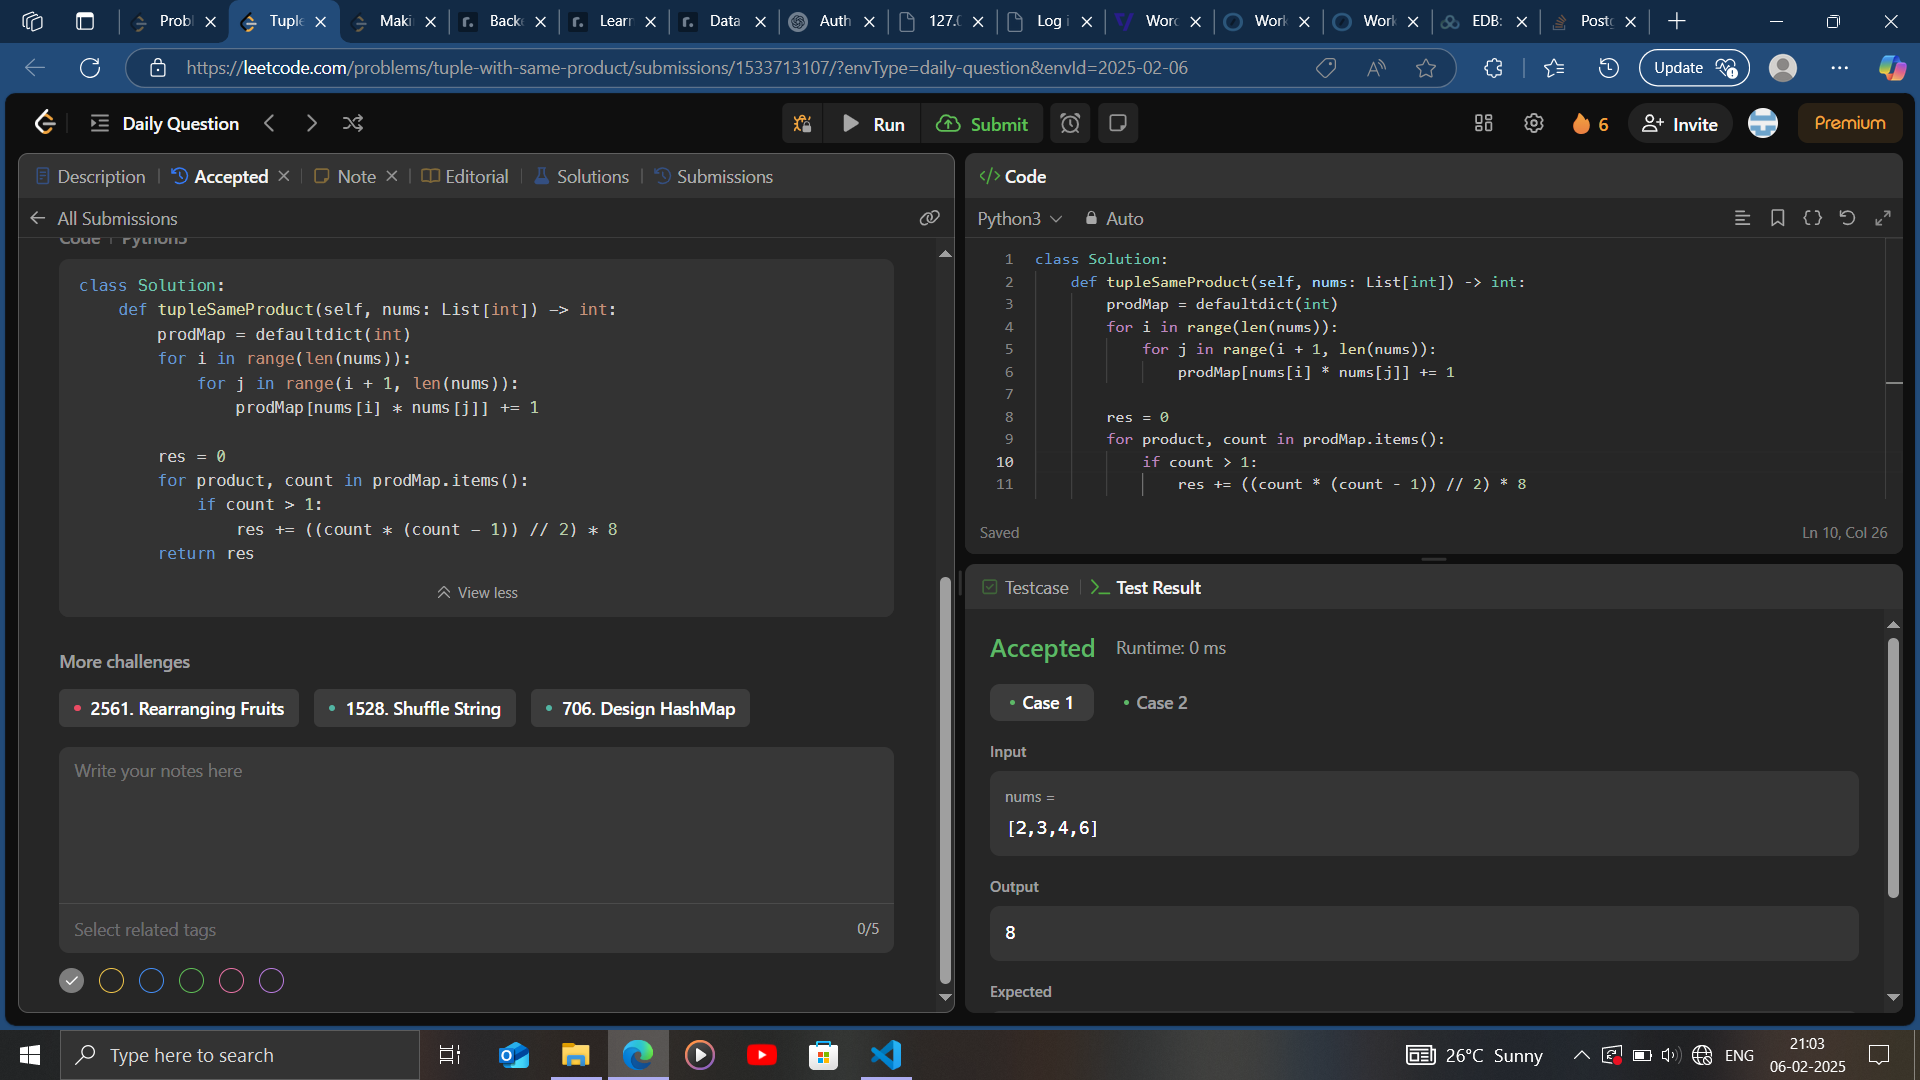 Probl
Tuple
Maki
Backe
Learn
Data
Auth
127.0
Log i
Word
Work
Work
EDB:
Postg
https://leetcode.com/problems/tuple-with-same-product/submissions/1533713107/?envType=daily-question&envId=2025-02-06
Update
Daily Question
Run
Submit
6
Invite
Premium
Description
Accepted
Note
Editorial
Solutions
Submissions
All Submissions
Code | Python3
class Solution:
def tupleSameProduct(self, nums: List[int]) -> int:
prodMap = defaultdict(int)
for i in range(len(nums)):
for j in range(i + 1, len(nums)):
prodMap[nums[i] * nums[j]] += 1
res = 0
for product, count in prodMap.items():
if count > 1:
res += ((count * (count - 1)) // 2) * 8
return res
View less
More challenges
2561. Rearranging Fruits
1528. Shuffle String
706. Design HashMap
Write your notes here
Select related tags
0/5
</> Code
Python3
Auto
1 class Solution:
2 def tupleSameProduct(self, nums: List[int]) -> int:
3 prodMap = defaultdict(int)
4 for i in range(len(nums)):
5 for j in range(i + 1, len(nums)):
6 prodMap[nums[i] * nums[j]] += 1
7
8 res = 0
9 for product, count in prodMap.items():
10 if count > 1:
11 res += ((count * (count - 1)) // 2) * 8
Saved
Ln 10, Col 26
Testcase
Test Result
Accepted
Runtime: 0 ms
Case 1
Case 2
Input
nums =
[2,3,4,6]
Output
8
Expected
Type here to search
26°C Sunny
ENG
21:03
06-02-2025